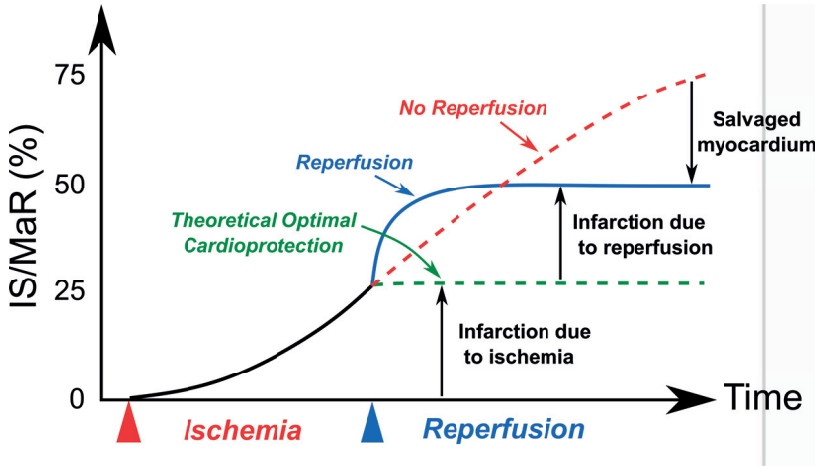 75
No Reperfusion
Salvaged
myocardium
Reperfusion
50
Theoretical Optimal
Cardioprotection
Infarction due
to reperfusion
IS/MaR (%)
25
Infarction due
to ischemia
0
Time
Ischemia
Reperfusion